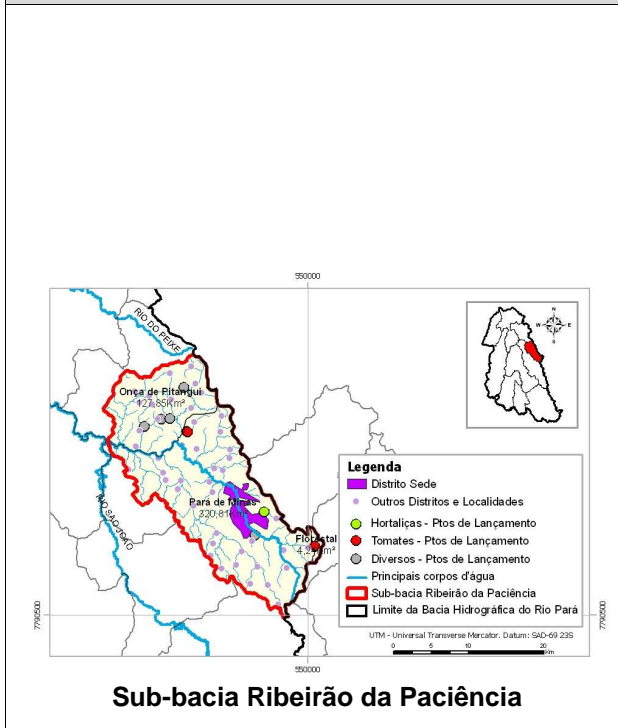 550000
RIO DO PEIXE
Onça de Pitangui
127,85Km²
RIO SÃO JOÃO
Pará de Minas
Florestal
Legenda
Distrito Sede
Outros Distritos e Localidades
Hortaliças - Ptos de Lançamento
Tomates - Ptos de Lançamento
Diversos - Ptos de Lançamento
Principais corpos d'água
Sub-bacia Ribeirão da Paciência
Limite da Bacia Hidrográfica do Rio Pará
N
W E
S
7790500
7790500
UTM - Universal Transverse Mercator. Datum: SAD-69 23S
0 5 10 20
Km
550000
Sub-bacia Ribeirão da Paciência